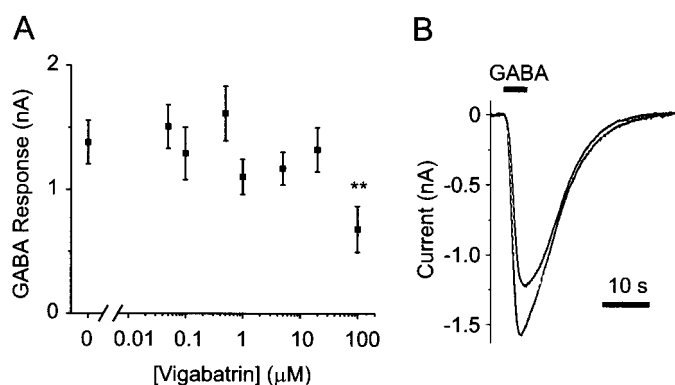 A
GABA Response (nA)
2
1
0
**
0
0.01
0.1
1
10
100
[Vigabatrin] (μM)
B
GABA
Current (nA)
0
-0.5
-1.0
-1.5
10 s